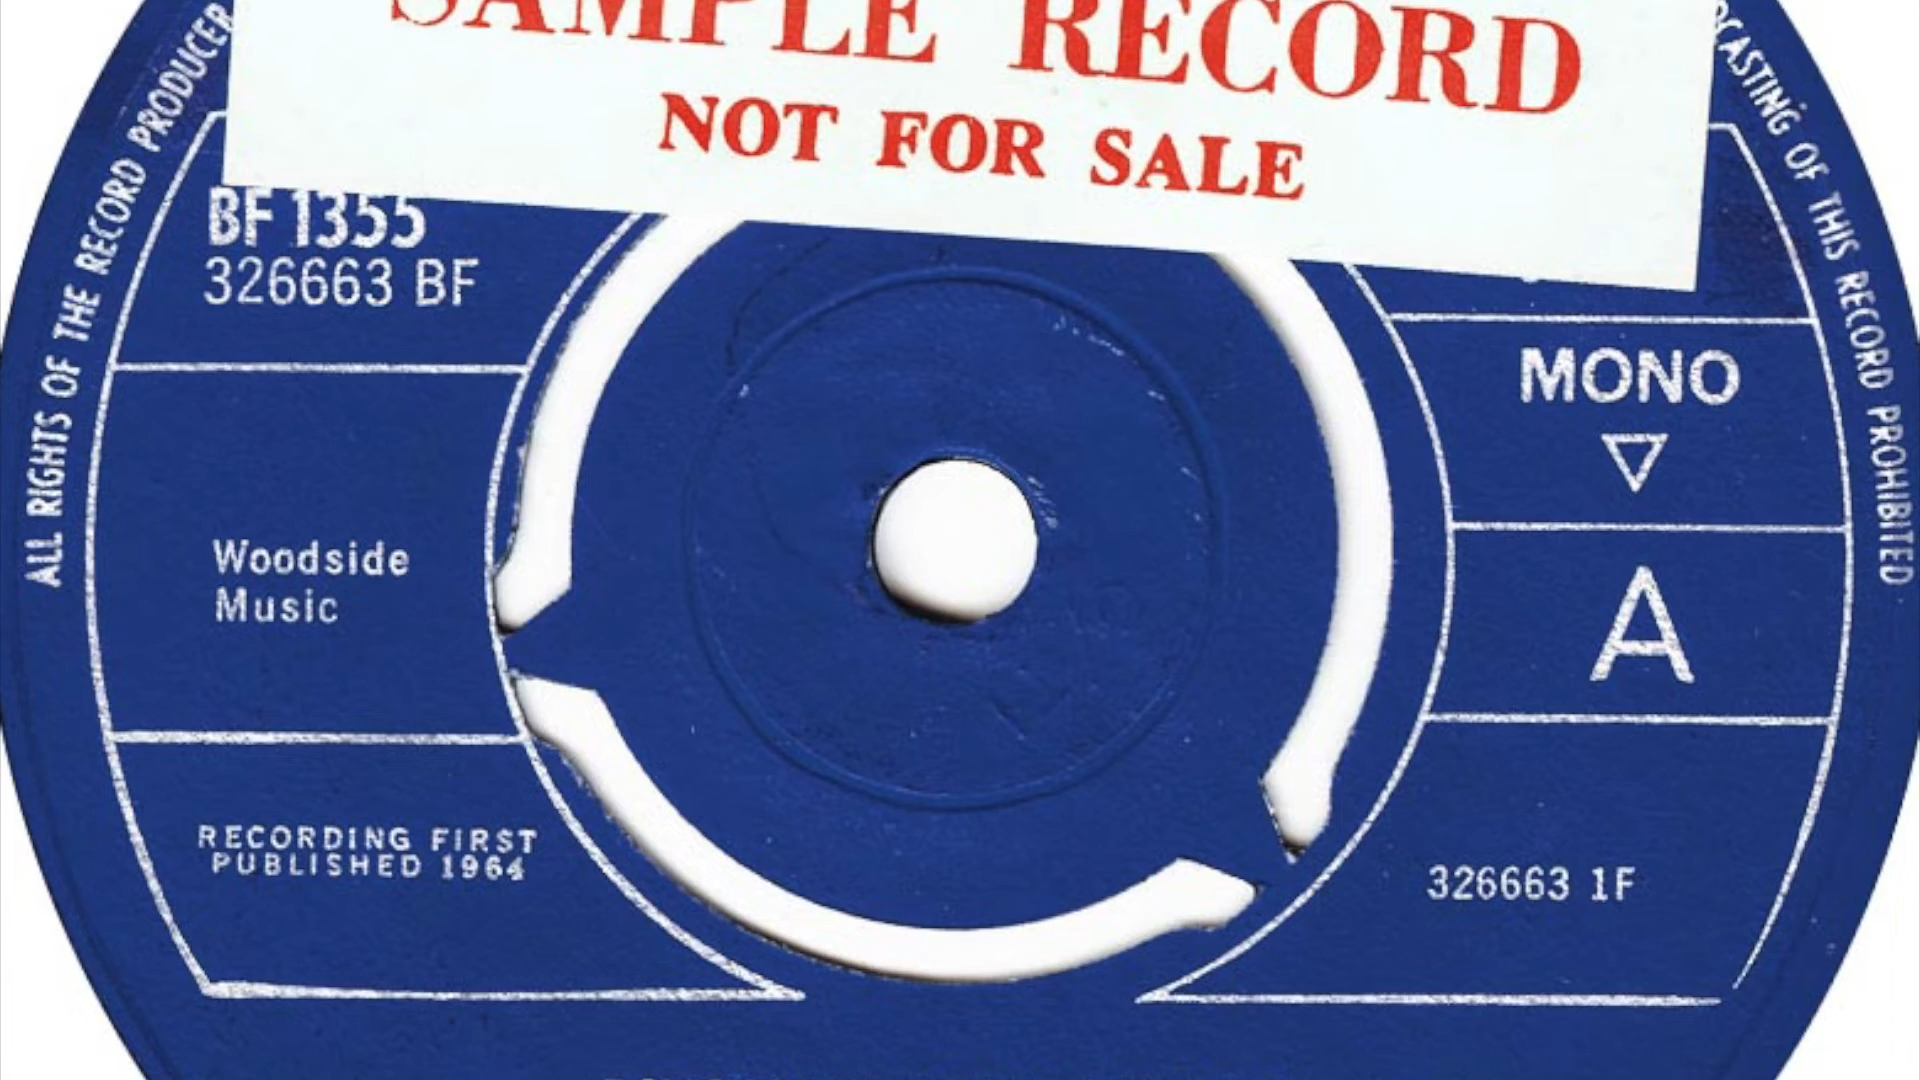 SAMPLE RECORD
NOT FOR SALE
ALL RIGHTS OF THE RECORD PRODUCER
OF THIS RECORD PROHIBITED
BF 1355
326663 BF
MONO
Woodside
Music
A
RECORDING FIRST
PUBLISHED 1964
326663 1F